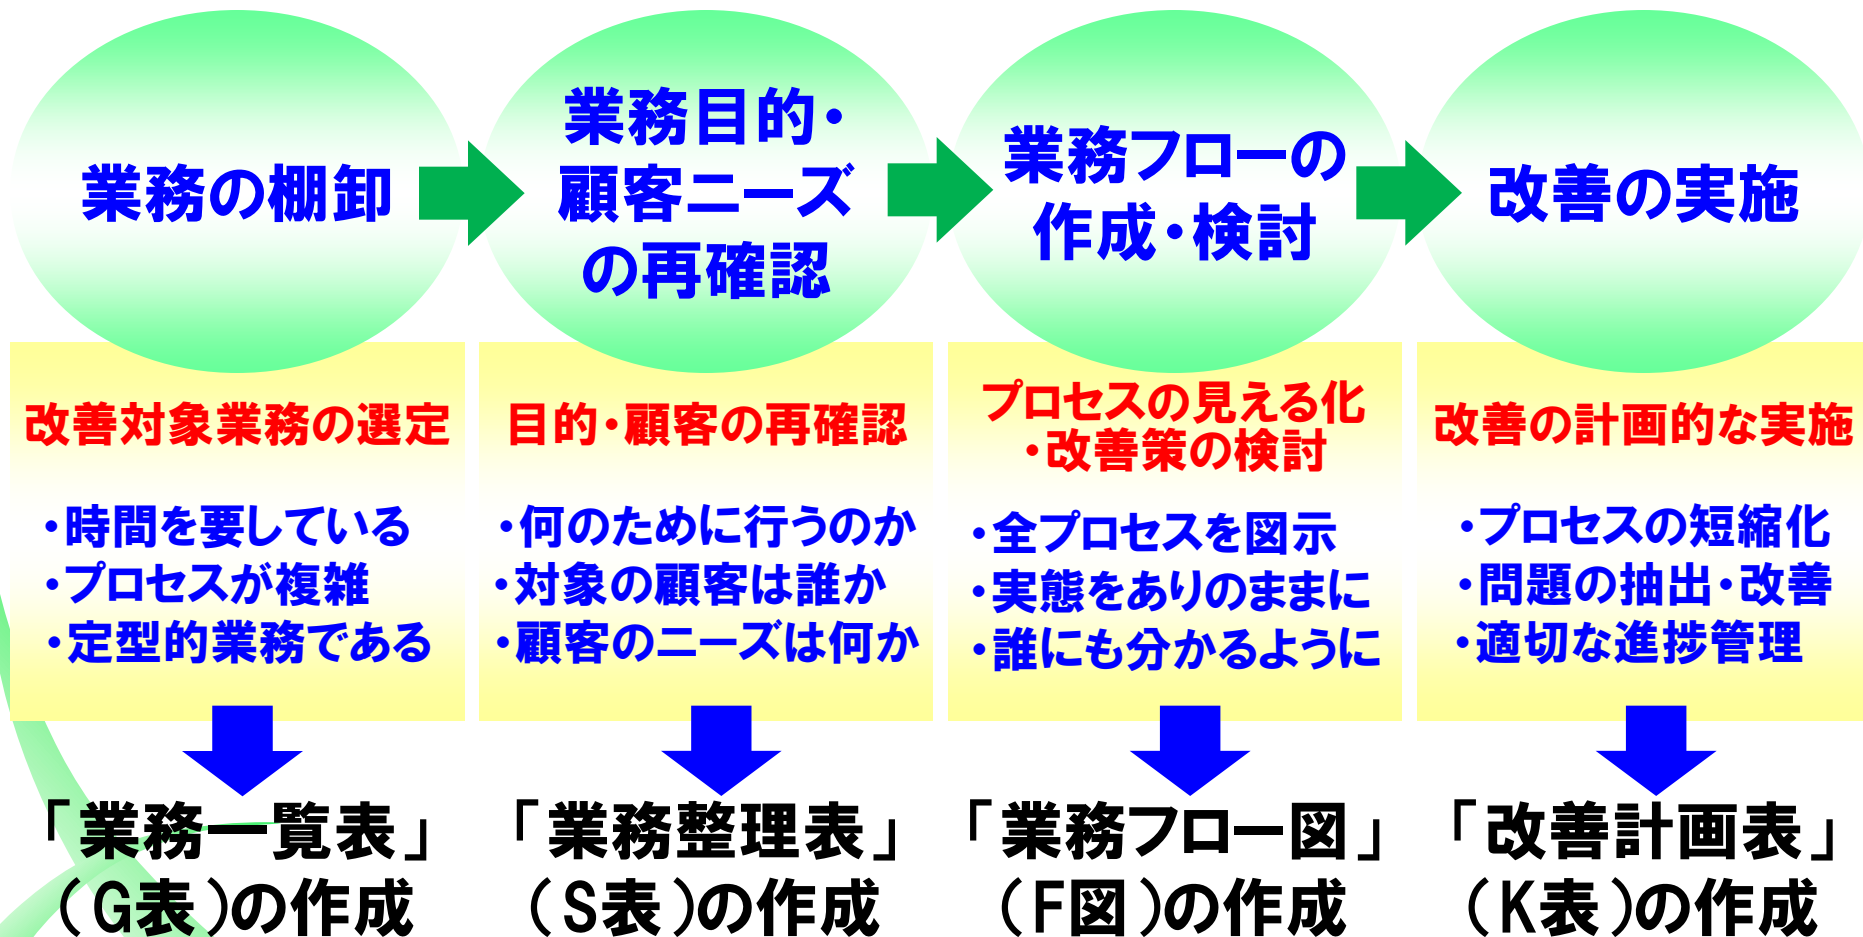 業務の棚卸
業務目的・
顧客ニーズ
の再確認
業務フローの
作成・検討
改善の実施
改善対象業務の選定
・時間を要している
・プロセスが複雑
・定型的業務である
目的・顧客の再確認
・何のために行うのか
・対象の顧客は誰か
・顧客のニーズは何か
プロセスの見える化
・改善策の検討
・全プロセスを図示
・実態をありのままに
・誰にも分かるように
改善の計画的な実施
・プロセスの短縮化
・問題の抽出・改善
・適切な進捗管理
「業務一覧表」
(G表)の作成
「業務整理表」
(S表)の作成
「業務フロー図」
(F図)の作成
「改善計画表」
(K表)の作成